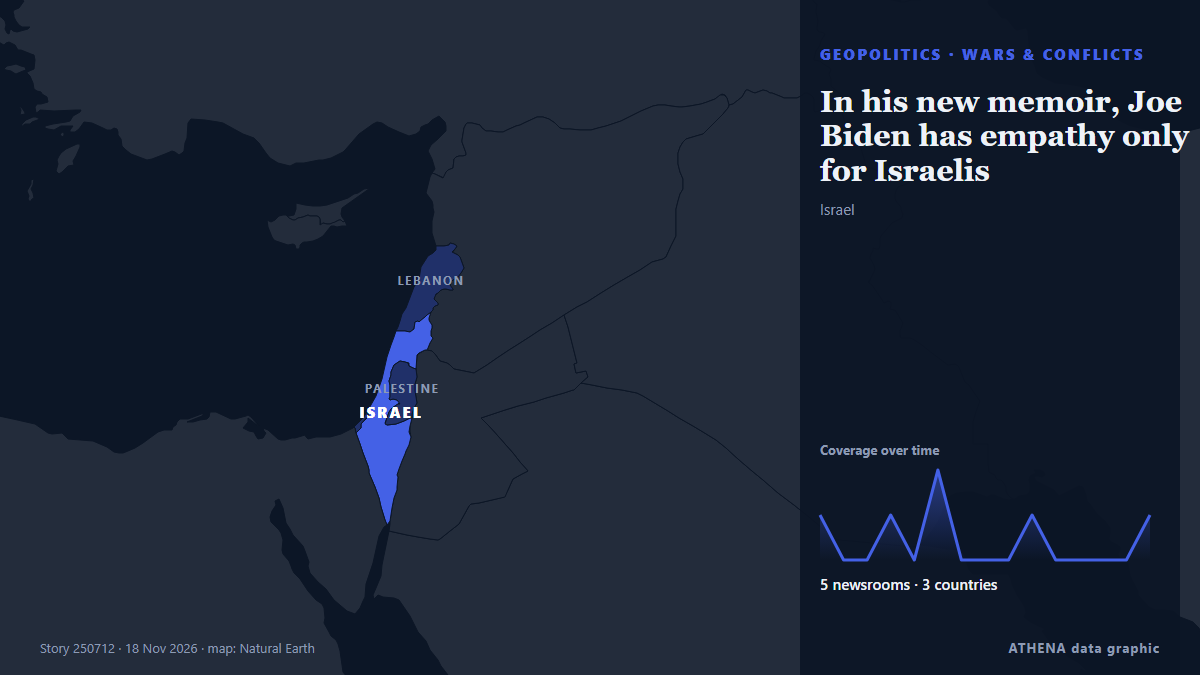 GEOPOLITICS · WARS & CONFLICTS
In his new memoir, Joe
Biden has empathy only
for Israelis
Israel
LEBANON
PALESTINE
ISRAEL
Coverage over time
5 newsrooms · 3 countries
Story 250712 · 18 Nov 2026 · map: Natural Earth
ATHENA data graphic